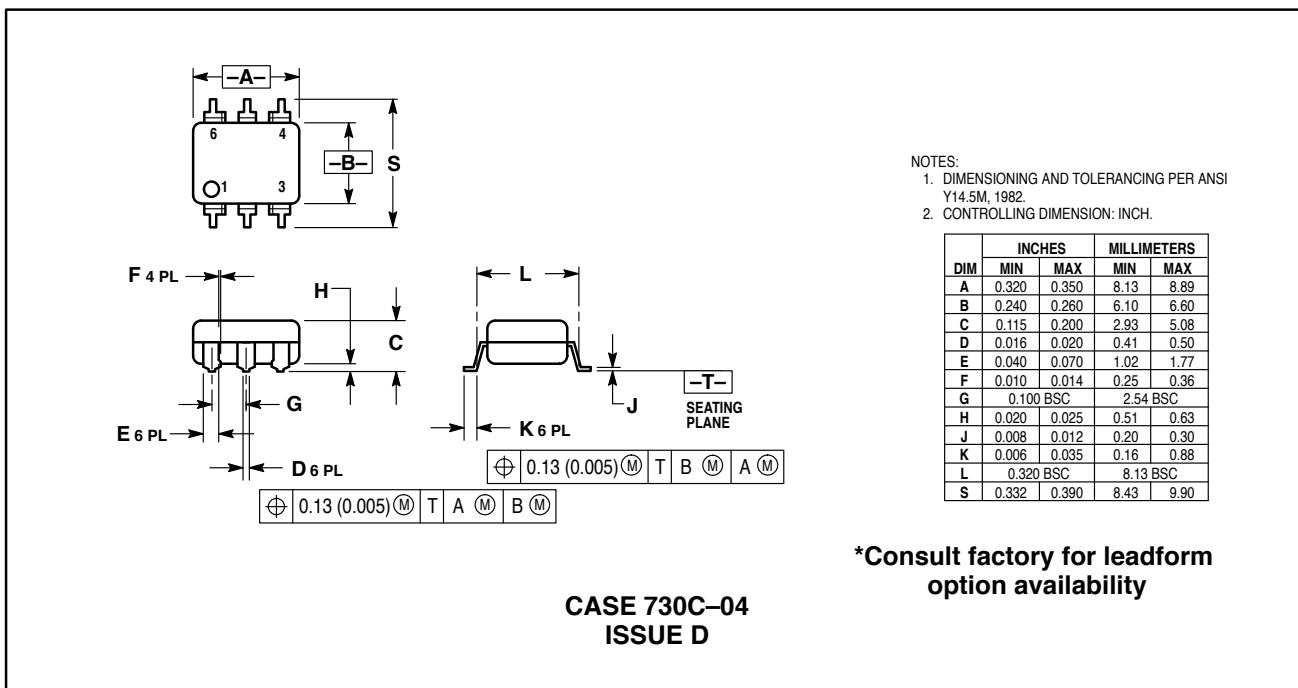 –A–
6 4
–B– S
1 3
F 4 PL
H
L
C
G
J
–T–
SEATING
PLANE
E 6 PL
K 6 PL
D 6 PL
⌖ 0.13 (0.005) Ⓜ T B Ⓜ A Ⓜ
⌖ 0.13 (0.005) Ⓜ T A Ⓜ B Ⓜ
NOTES:
1. DIMENSIONING AND TOLERANCING PER ANSI
Y14.5M, 1982.
2. CONTROLLING DIMENSION: INCH.
INCHES MILLIMETERS
DIM MIN MAX MIN MAX
A 0.320 0.350 8.13 8.89
B 0.240 0.260 6.10 6.60
C 0.115 0.200 2.93 5.08
D 0.016 0.020 0.41 0.50
E 0.040 0.070 1.02 1.77
F 0.010 0.014 0.25 0.36
G 0.100 BSC 2.54 BSC
H 0.020 0.025 0.51 0.63
J 0.008 0.012 0.20 0.30
K 0.006 0.035 0.16 0.88
L 0.320 BSC 8.13 BSC
S 0.332 0.390 8.43 9.90
*Consult factory for leadform
option availability
CASE 730C–04
ISSUE D